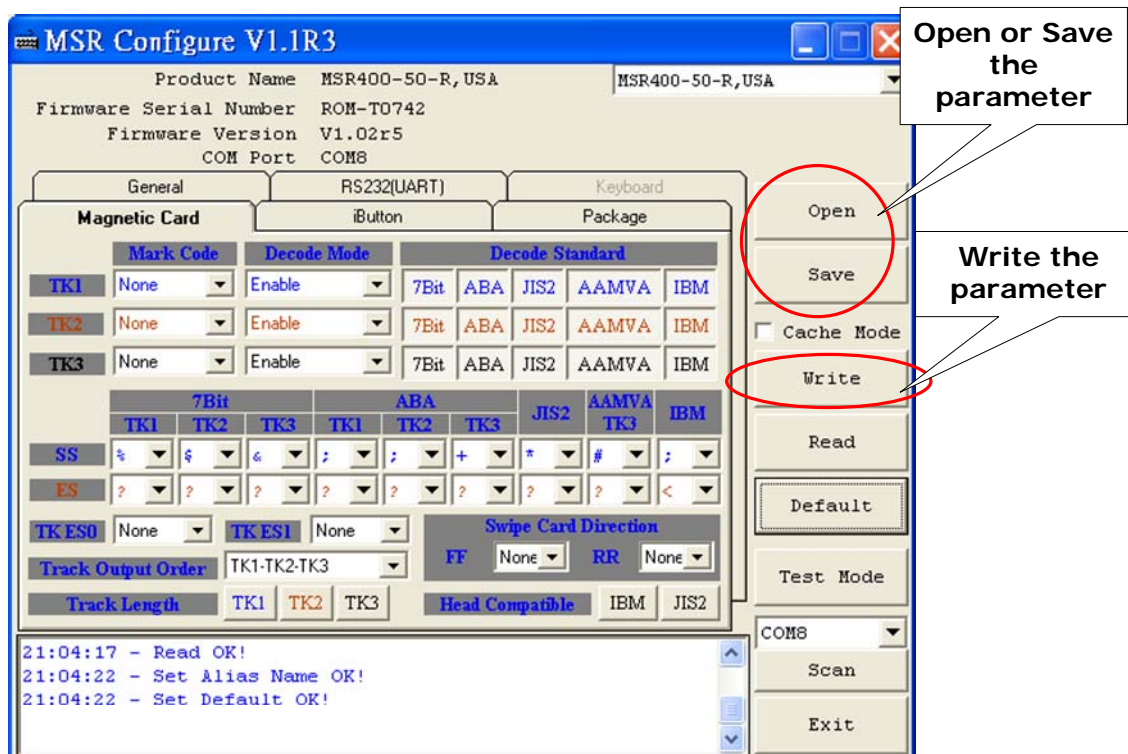 MSR Configure V1.1R3
Open or Save
the
parameter
Product Name MSR400-50-R,USA
MSR400-50-R,USA
Firmware Serial Number ROM-T0742
Firmware Version V1.02r5
COM Port COM8
General RS232(UART) Keyboard
Magnetic Card iButton Package
Open
Save
Cache Mode
Write
Read
Default
Test Mode
COM8
Scan
Exit
Write the
parameter
Mark Code Decode Mode Decode Standard
TK1 None Enable 7Bit ABA JIS2 AAMVA IBM
TK2 None Enable 7Bit ABA JIS2 AAMVA IBM
TK3 None Enable 7Bit ABA JIS2 AAMVA IBM
7Bit ABA JIS2 AAMVA IBM
TK1 TK2 TK3 TK1 TK2 TK3 TK3
SS % $ & ; ; + * # ;
ES ? ? ? ? ? ? ? ? <
TK ES0 None TK ES1 None
Swipe Card Direction
FF None RR None
Track Output Order TK1-TK2-TK3
Track Length TK1 TK2 TK3 Head Compatible IBM JIS2
21:04:17 - Read OK!
21:04:22 - Set Alias Name OK!
21:04:22 - Set Default OK!